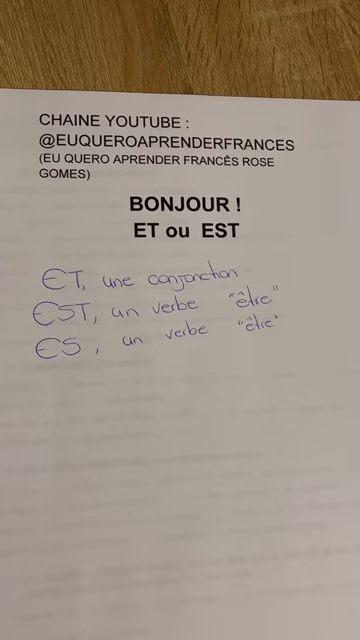 CHAINE YOUTUBE :
@EUQUEROAPRENDERFRANCES
(EU QUERO APRENDER FRANCÊS ROSE
GOMES)
BONJOUR !
ET ou EST
ET, une conjonction
EST, un verbe "être"
ES, un verbe "être"